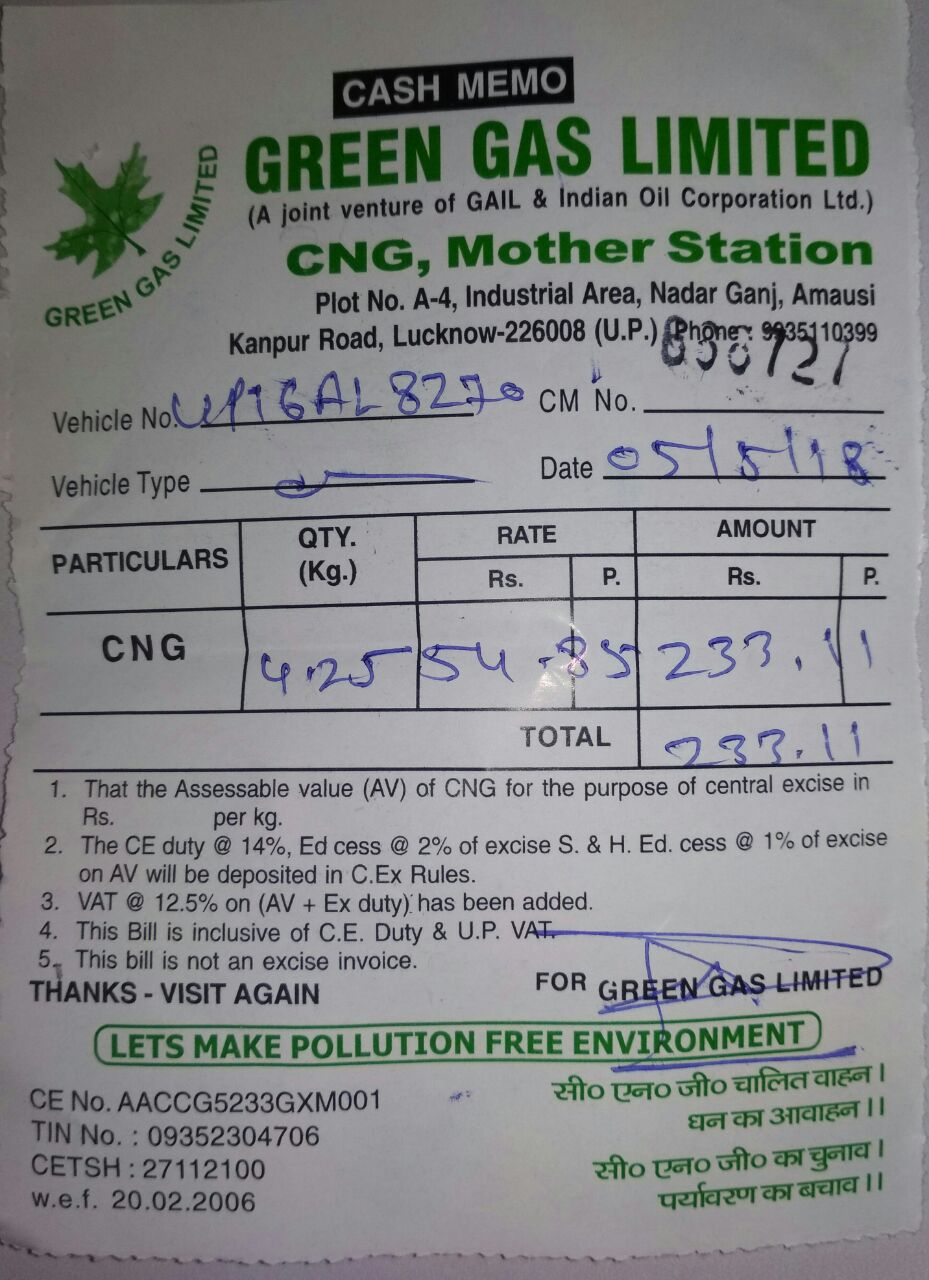 CASH MEMO
GREEN GAS LIMITED
GREEN GAS LIMITED
(A joint venture of GAIL & Indian Oil Corporation Ltd.)
CNG, Mother Station
Plot No. A-4, Industrial Area, Nadar Ganj, Amausi
Kanpur Road, Lucknow-226008 (U.P.) (Phone : 9935110399
Vehicle No. UP16AL8270 CM No.
Vehicle Type Date 05/5/18
PARTICULARS QTY. (Kg.) RATE AMOUNT
Rs. P. Rs. P.
CNG 4.25 54.85 233.11
TOTAL 233.11
1. That the Assessable value (AV) of CNG for the purpose of central excise in
Rs. per kg.
2. The CE duty @ 14%, Ed cess @ 2% of excise S. & H. Ed. cess @ 1% of excise
on AV will be deposited in C.Ex Rules.
3. VAT @ 12.5% on (AV + Ex duty) has been added.
4. This Bill is inclusive of C.E. Duty & U.P. VAT.
5. This bill is not an excise invoice.
THANKS - VISIT AGAIN FOR GREEN GAS LIMITED
LETS MAKE POLLUTION FREE ENVIRONMENT
CE No. AACCG5233GXM001
TIN No. : 09352304706
CETSH : 27112100
w.e.f. 20.02.2006
सी० एन० जी० चालित वाहन।
धन का आवाहन।।
सी० एन० जी० का चुनाव।
पर्यावरण का बचाव।।